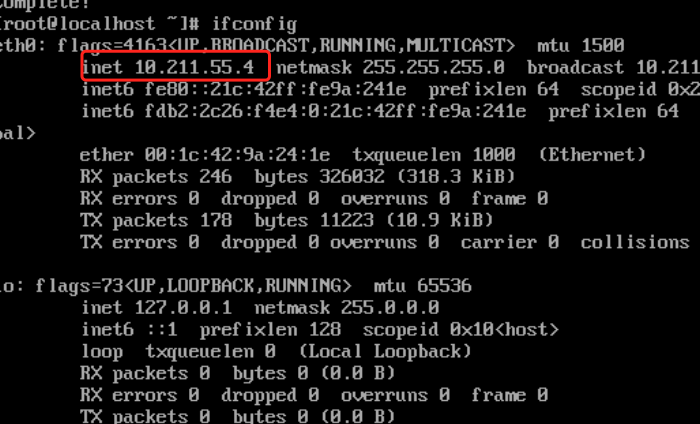 complete!
[root@localhost ~]# ifconfig
eth0: flags=4163<UP,BROADCAST,RUNNING,MULTICAST>  mtu 1500
inet 10.211.55.4  netmask 255.255.255.0  broadcast 10.211
inet6 fe80::21c:42ff:fe9a:241e  prefixlen 64  scopeid 0x2
inet6 fdb2:2c26:f4e4:0:21c:42ff:fe9a:241e  prefixlen 64
bal>
ether 00:1c:42:9a:24:1e  txqueuelen 1000  (Ethernet)
RX packets 246  bytes 326032 (318.3 KiB)
RX errors 0  dropped 0  overruns 0  frame 0
TX packets 178  bytes 11223 (10.9 KiB)
TX errors 0  dropped 0 overruns 0  carrier 0  collisions
lo: flags=73<UP,LOOPBACK,RUNNING>  mtu 65536
inet 127.0.0.1  netmask 255.0.0.0
inet6 ::1  prefixlen 128  scopeid 0x10<host>
loop  txqueuelen 0  (Local Loopback)
RX packets 0  bytes 0 (0.0 B)
RX errors 0  dropped 0  overruns 0  frame 0
TX packets 0  bytes 0 (0.0 B)